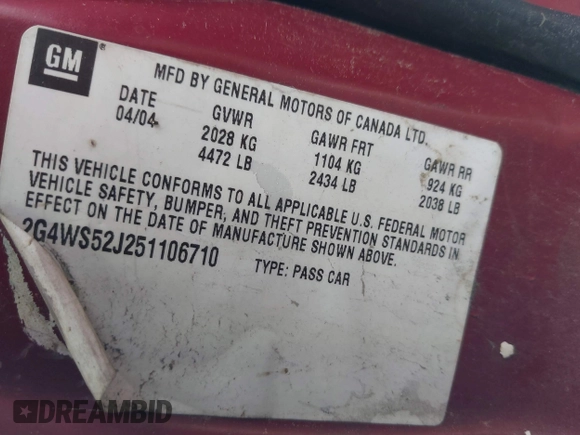 GM
MFD BY GENERAL MOTORS OF CANADA LTD
DATE GVWR GAWR FRT GAWR RR
04/04 2028 KG 1104 KG 924 KG
4472 LB 2434 LB 2038 LB
THIS VEHICLE CONFORMS TO ALL APPLICABLE U.S. FEDERAL MOTOR
VEHICLE SAFETY, BUMPER, AND THEFT PREVENTION STANDARDS IN
EFFECT ON THE DATE OF MANUFACTURE SHOWN ABOVE.
2G4WS52J251106710 TYPE: PASS CAR
DREAMBID